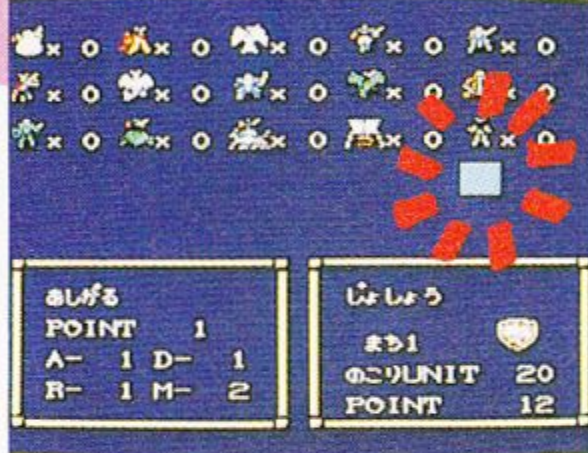 × 0 × 0 × 0 × 0 × 0
× 0 × 0 × 0 × 0 × 0
× 0 × 0 × 0 × 0 × 0
あしがる
POINT 1
A- 1 D- 1
R- 1 M- 2
じょしょう
まち1
のこりUNIT 20
POINT 12